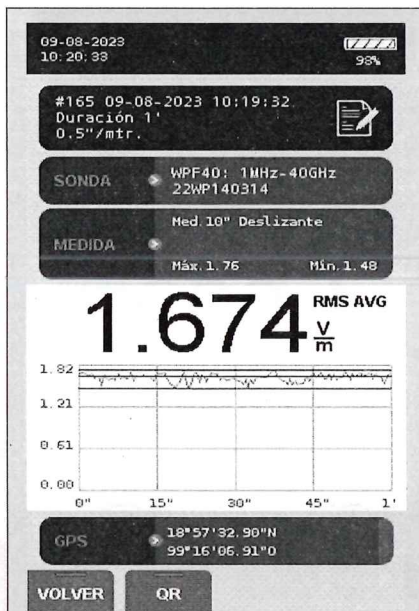 09-08-2023
10:20:33
98%
#165 09-08-2023 10:19:32
Duración 1'
0.5"/mtr.
SONDA
WPF40: 1MHz-40GHz
22WP140314
MEDIDA
Med.10" Deslizante
Máx.1.76 Mín.1.48
1.674 RMS AVG
V/m
1.82
1.21
0.61
0.00
0" 15" 30" 45" 1'
GPS
18°57'32.90"N
99°16'06.91"O
VOLVER QR